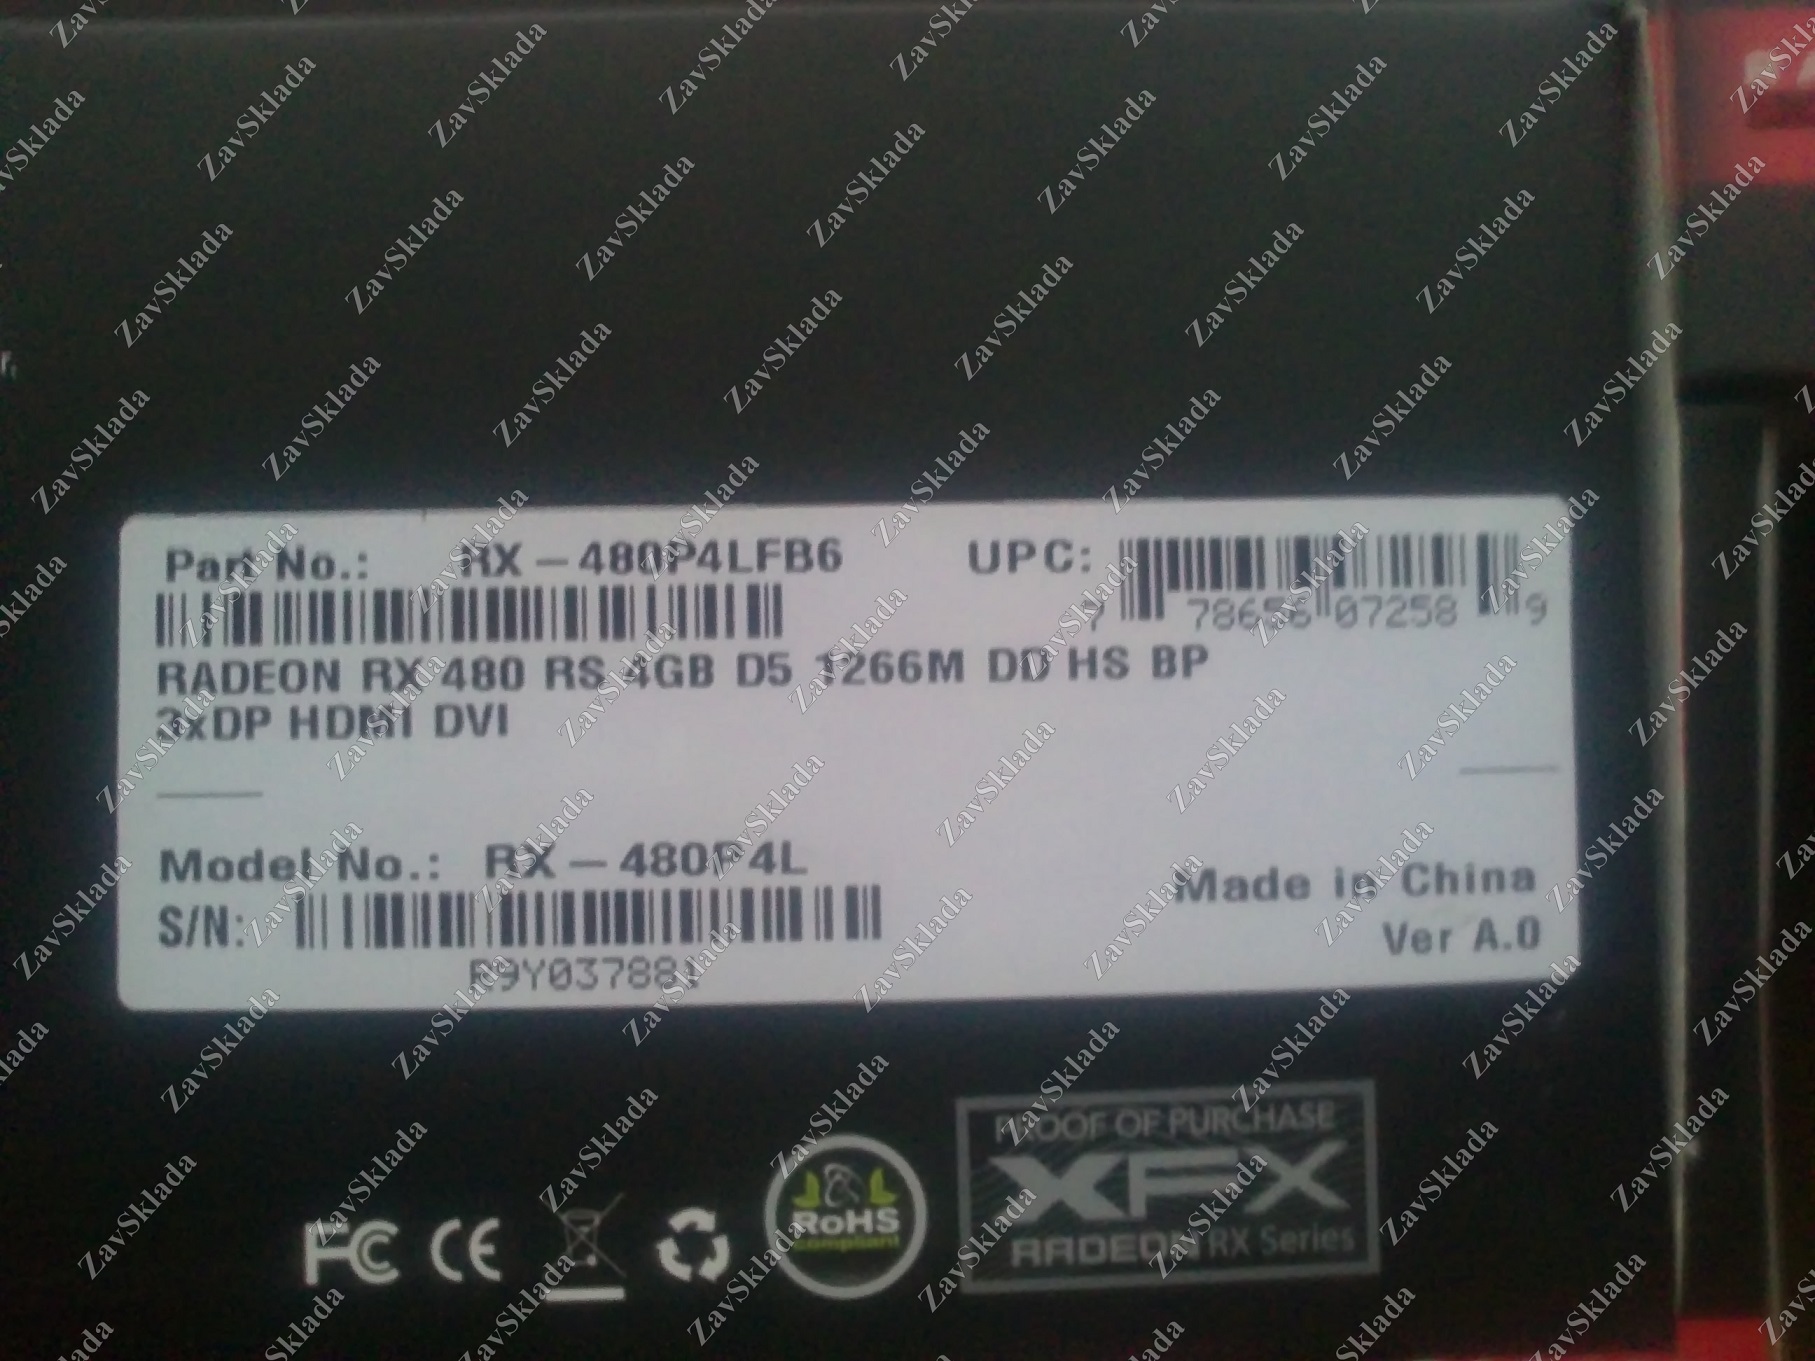 Part No.: RX-480P4LFB6
UPC:
7 78656 07258 9
RADEON RX 480 RS 4GB D5 1266M DD HS BP
3xDP HDMI DVI
Model No.: RX-480P4L
S/N:
R9Y037881
Made in China
Ver A.0
FC CE
RoHS
compliant
PROOF OF PURCHASE
XFX
RADEON RX Series
ZavSklada